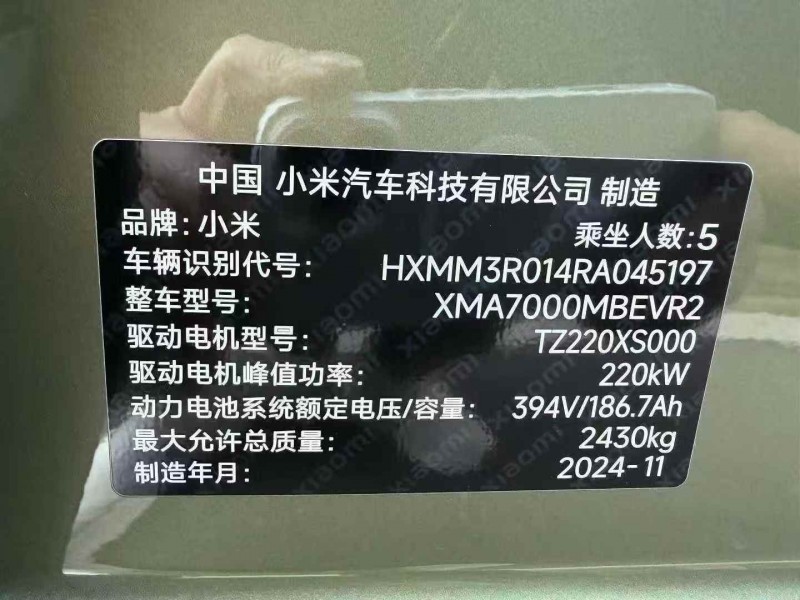 中国 小米汽车科技有限公司 制造
品牌:小米 乘坐人数:5
车辆识别代号: HXMM3R014RA045197
整车型号: XMA7000MBEVR2
驱动电机型号: TZ220XS000
驱动电机峰值功率: 220kW
动力电池系统额定电压/容量: 394V/186.7Ah
最大允许总质量: 2430kg
制造年月: 2024-11